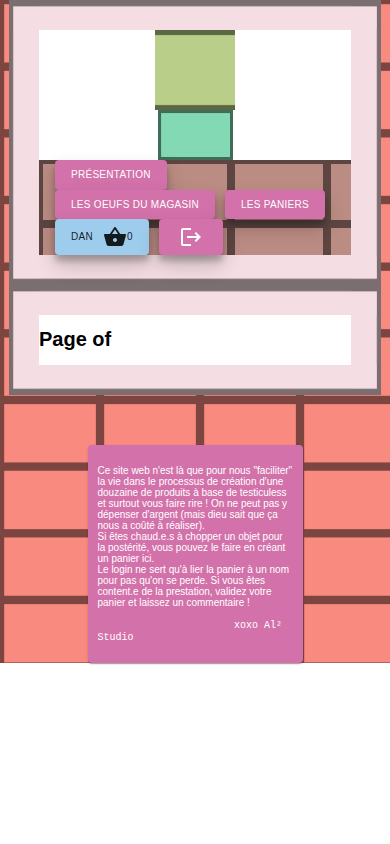 PRÉSENTATION
LES OEUFS DU MAGASIN
LES PANIERS
DAN 0
Page of
Ce site web n'est là que pour nous "faciliter"
la vie dans le processus de création d'une
douzaine de produits à base de testicules​s
et surtout vous faire rire ! On ne peut pas y
dépenser d'argent (mais dieu sait que ça
nous a coûté à réaliser).
Si êtes chaud.e.s à chopper un objet pour
la postérité, vous pouvez le faire en créant
un panier ici.
Le login ne sert qu'à lier la panier à un nom
pour pas qu'on se perde. Si vous êtes
content.e de la prestation, validez votre
panier et laissez un commentaire !
xoxo Al²
Studio